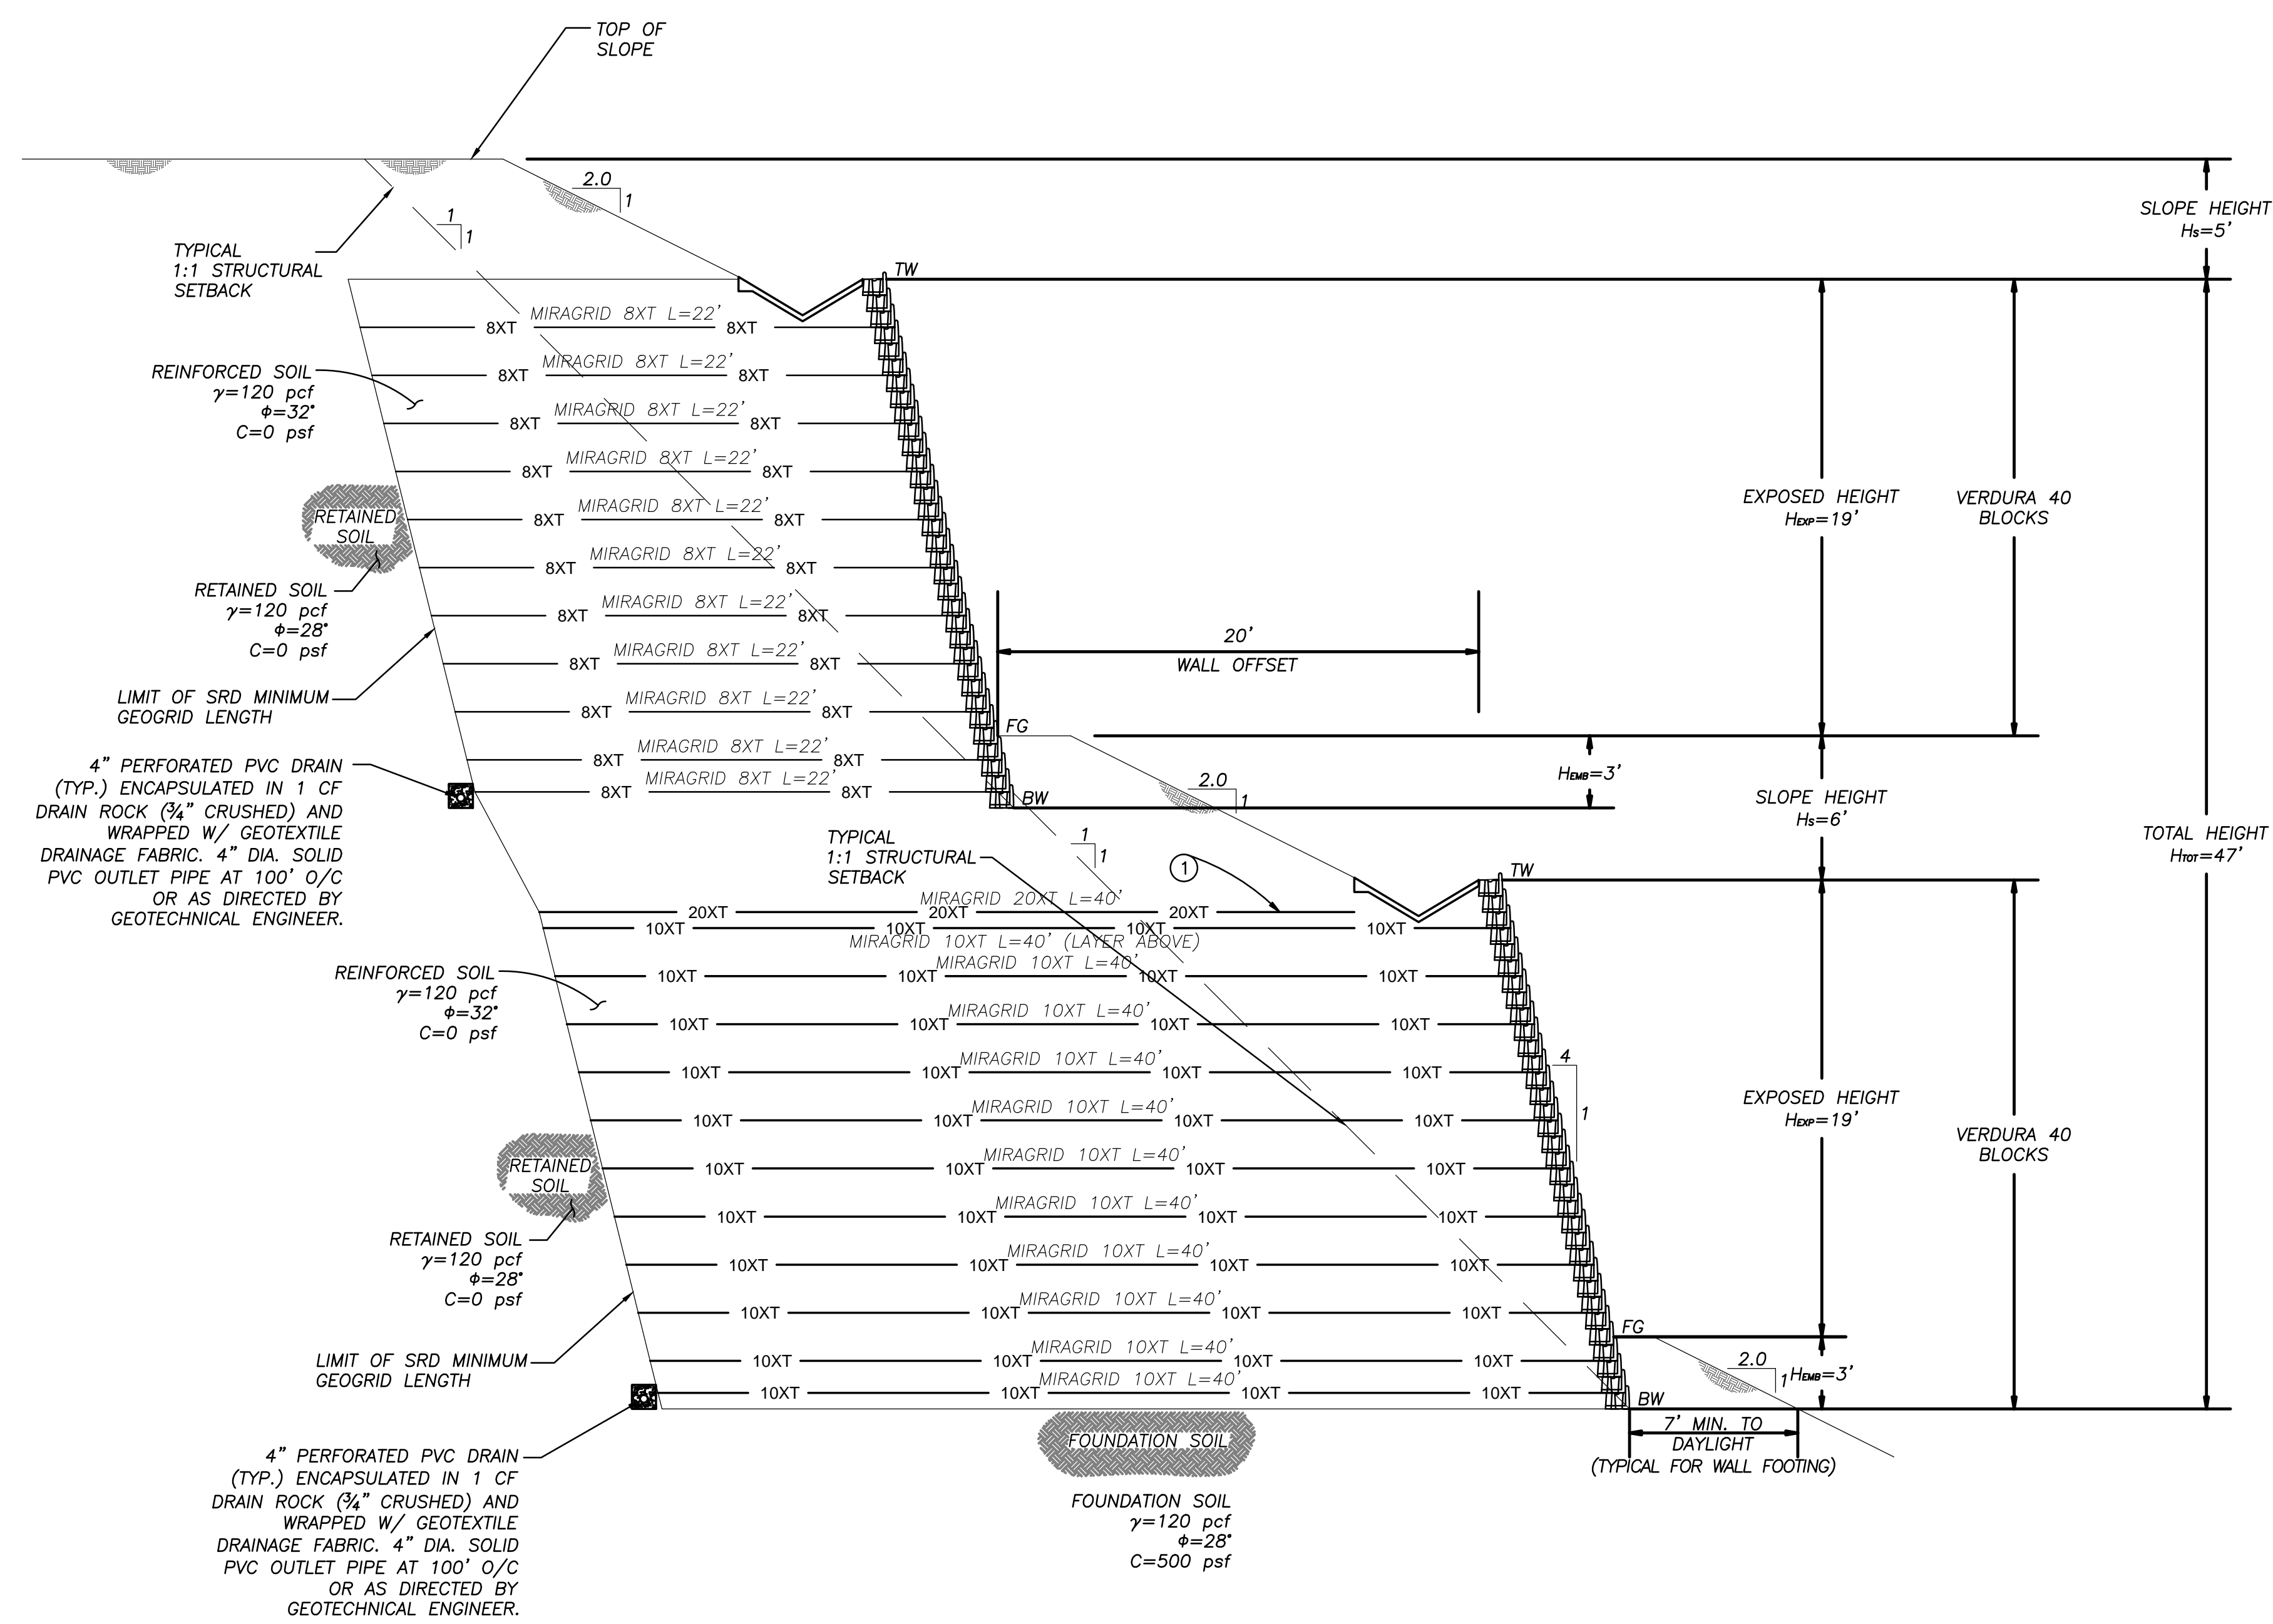 TOP OF
SLOPE
2.0
1
SLOPE HEIGHT
Hs=5'
1
1
TYPICAL
1:1 STRUCTURAL
SETBACK
TW
MIRAGRID 8XT L=22'
8XT 8XT
MIRAGRID 8XT L=22'
8XT 8XT
REINFORCED SOIL
γ=120 pcf
ϕ=32°
C=0 psf
MIRAGRID 8XT L=22'
8XT 8XT
MIRAGRID 8XT L=22'
8XT 8XT
MIRAGRID 8XT L=22'
8XT 8XT
RETAINED
SOIL
EXPOSED HEIGHT
HEXP=19'
VERDURA 40
BLOCKS
MIRAGRID 8XT L=22'
8XT 8XT
RETAINED SOIL
γ=120 pcf
ϕ=28°
C=0 psf
MIRAGRID 8XT L=22'
8XT 8XT
MIRAGRID 8XT L=22'
8XT 8XT
20'
WALL OFFSET
LIMIT OF SRD MINIMUM
GEOGRID LENGTH
MIRAGRID 8XT L=22'
8XT 8XT
FG
MIRAGRID 8XT L=22'
8XT 8XT
MIRAGRID 8XT L=22'
8XT 8XT
BW
4" PERFORATED PVC DRAIN
(TYP.) ENCAPSULATED IN 1 CF
DRAIN ROCK (¾" CRUSHED) AND
WRAPPED W/ GEOTEXTILE
DRAINAGE FABRIC. 4" DIA. SOLID
PVC OUTLET PIPE AT 100' O/C
OR AS DIRECTED BY
GEOTECHNICAL ENGINEER.
2.0
1
HEMB=3'
SLOPE HEIGHT
Hs=6'
TOTAL HEIGHT
HTOT=47'
TYPICAL
1:1 STRUCTURAL
SETBACK
1
1
1
TW
MIRAGRID 20XT L=40'
20XT 20XT 20XT
10XT 10XT 10XT 10XT
MIRAGRID 10XT L=40' (LAYER ABOVE)
MIRAGRID 10XT L=40'
10XT 10XT 10XT 10XT
REINFORCED SOIL
γ=120 pcf
ϕ=32°
C=0 psf
MIRAGRID 10XT L=40'
10XT 10XT 10XT 10XT
MIRAGRID 10XT L=40'
10XT 10XT 10XT 10XT
4
1
MIRAGRID 10XT L=40'
10XT 10XT 10XT 10XT
EXPOSED HEIGHT
HEXP=19'
VERDURA 40
BLOCKS
MIRAGRID 10XT L=40'
10XT 10XT 10XT 10XT
RETAINED
SOIL
MIRAGRID 10XT L=40'
10XT 10XT 10XT 10XT
RETAINED SOIL
γ=120 pcf
ϕ=28°
C=0 psf
MIRAGRID 10XT L=40'
10XT 10XT 10XT 10XT
MIRAGRID 10XT L=40'
10XT 10XT 10XT 10XT
FG
MIRAGRID 10XT L=40'
10XT 10XT 10XT 10XT
LIMIT OF SRD MINIMUM
GEOGRID LENGTH
MIRAGRID 10XT L=40'
10XT 10XT 10XT 10XT
2.0
1
HEMB=3'
BW
7' MIN. TO
DAYLIGHT
(TYPICAL FOR WALL FOOTING)
FOUNDATION SOIL
4" PERFORATED PVC DRAIN
(TYP.) ENCAPSULATED IN 1 CF
DRAIN ROCK (¾" CRUSHED) AND
WRAPPED W/ GEOTEXTILE
DRAINAGE FABRIC. 4" DIA. SOLID
PVC OUTLET PIPE AT 100' O/C
OR AS DIRECTED BY
GEOTECHNICAL ENGINEER.
FOUNDATION SOIL
γ=120 pcf
ϕ=28°
C=500 psf